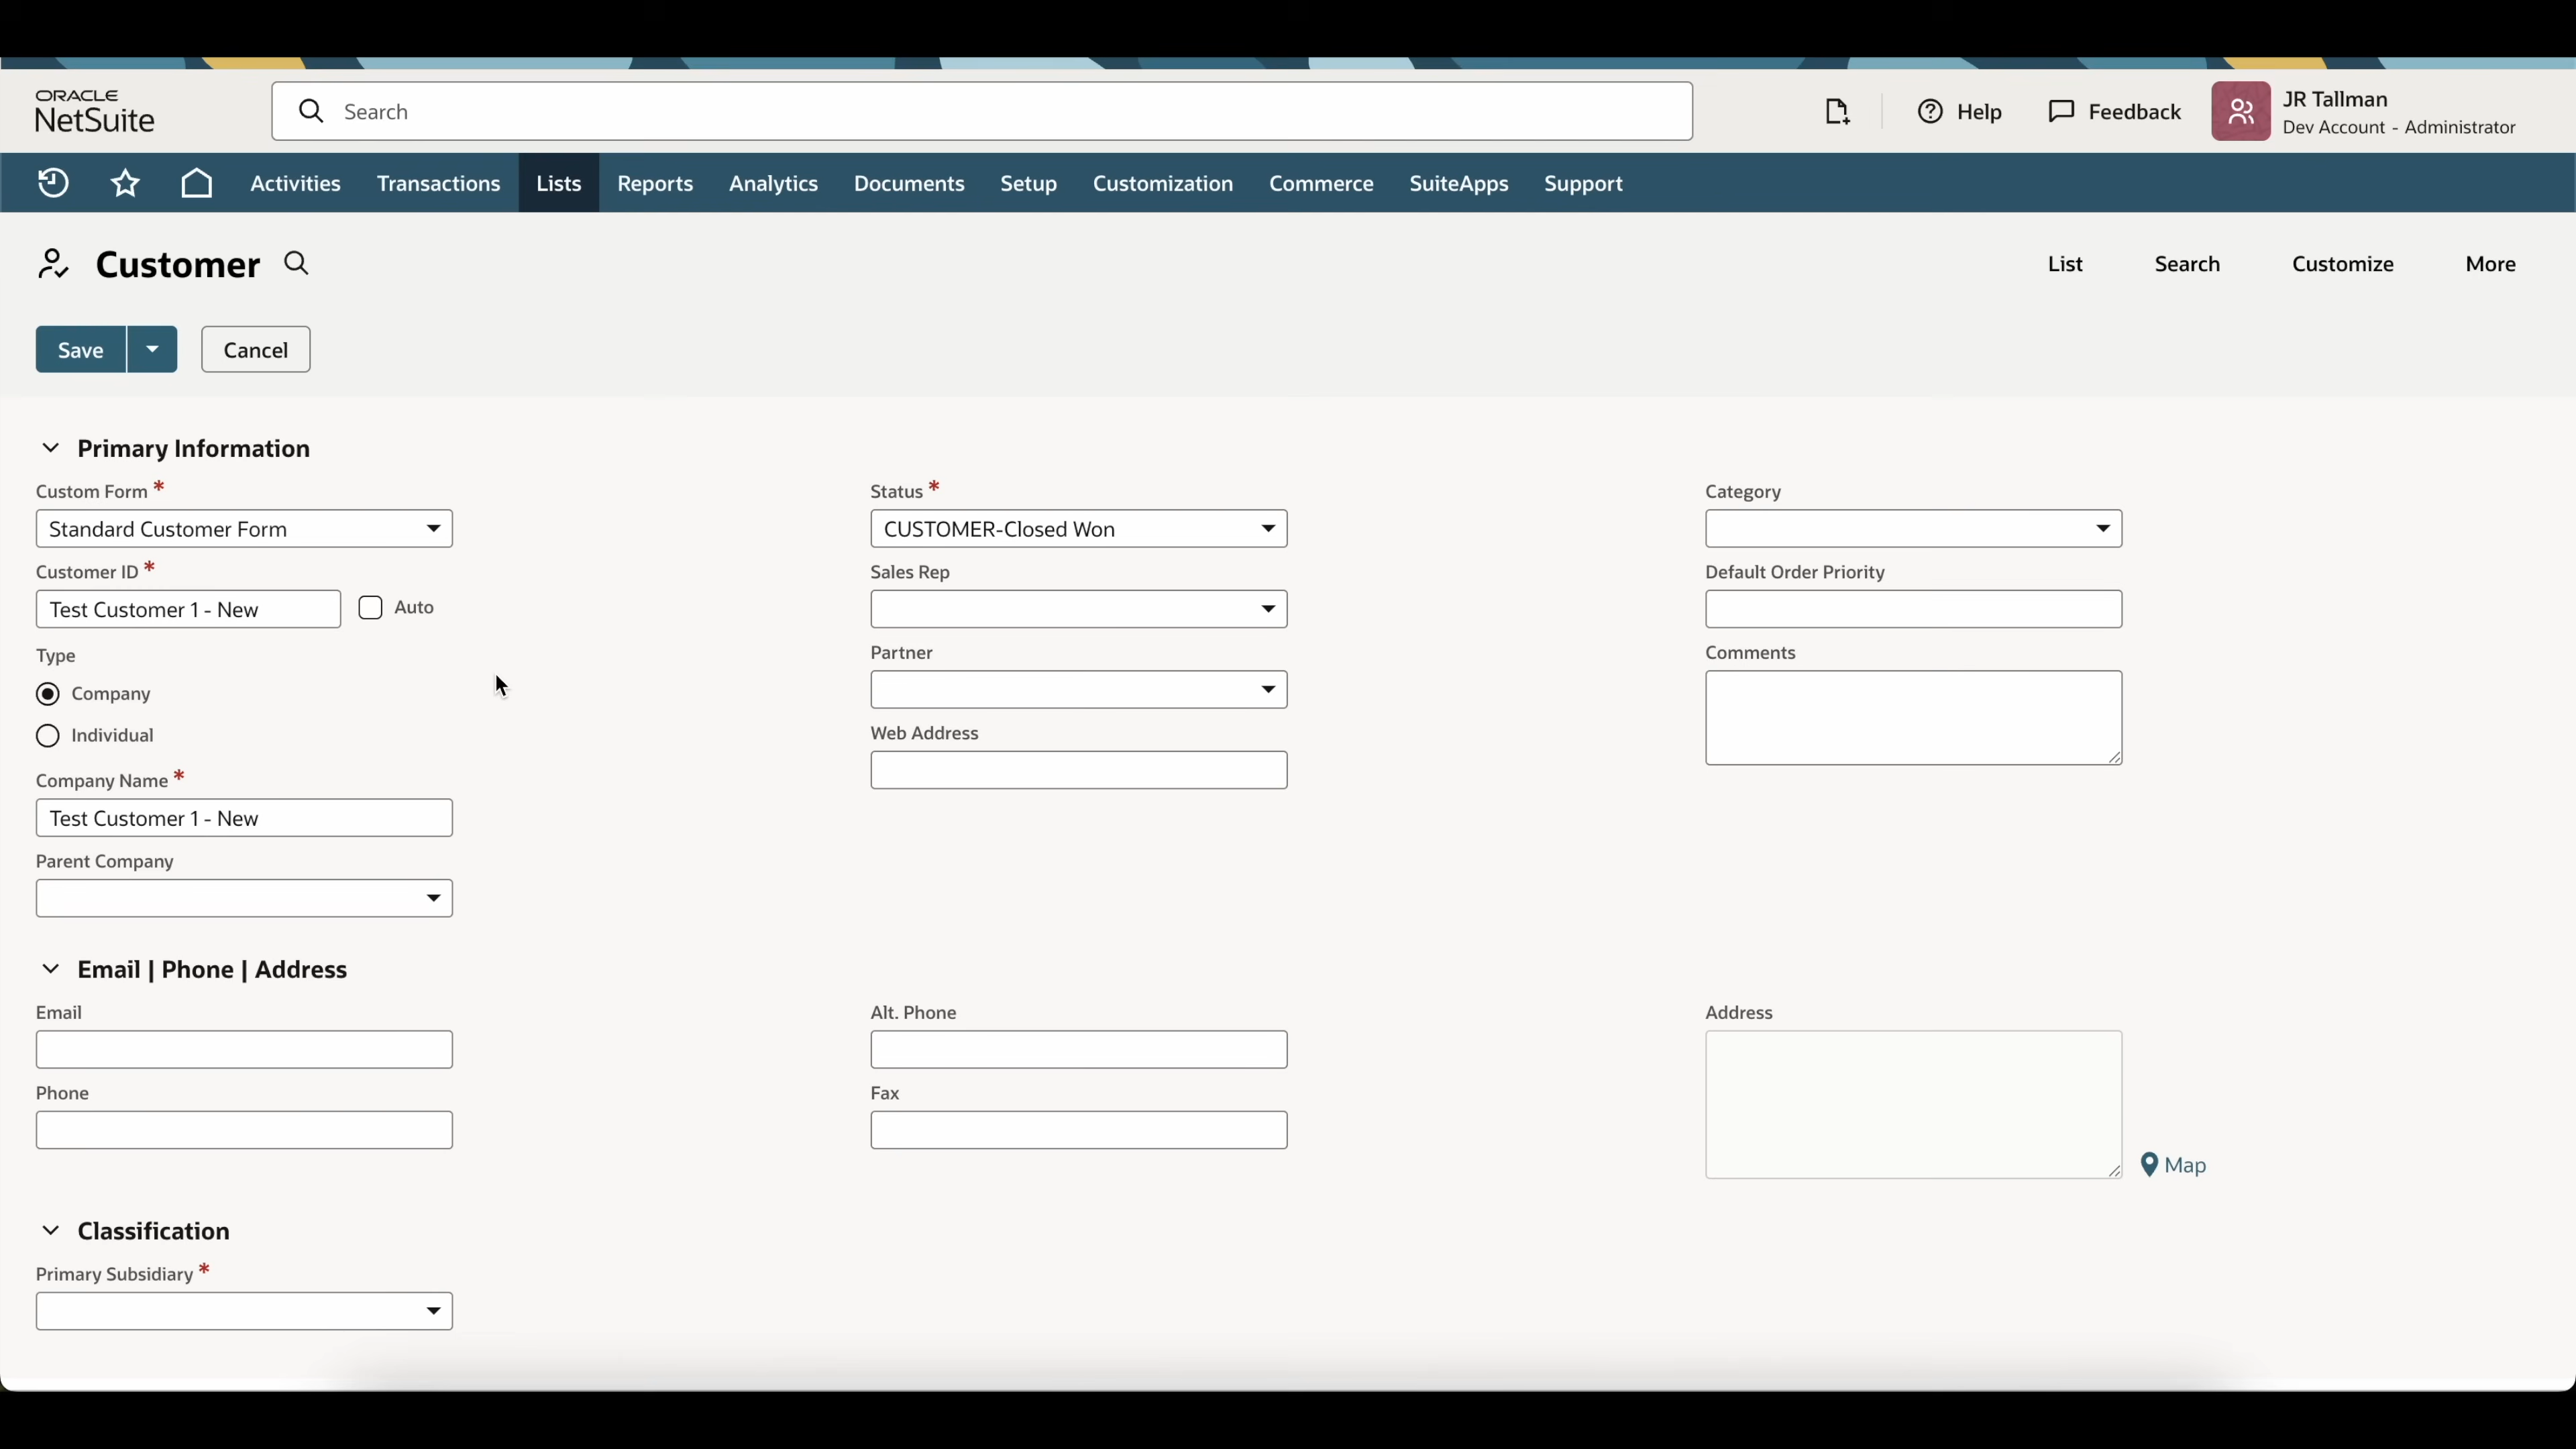 ORACLE
NetSuite
Search
Help
Feedback
JR Tallman
Dev Account - Administrator
Activities
Transactions
Lists
Reports
Analytics
Documents
Setup
Customization
Commerce
SuiteApps
Support
Customer
List
Search
Customize
More
Save
Cancel
Primary Information
Custom Form *
Standard Customer Form
Customer ID *
Test Customer 1 - New
Auto
Type
Company
Individual
Company Name *
Test Customer 1 - New
Parent Company
Status *
CUSTOMER-Closed Won
Sales Rep
Partner
Web Address
Category
Default Order Priority
Comments
Email | Phone | Address
Email
Phone
Alt. Phone
Fax
Address
Map
Classification
Primary Subsidiary *